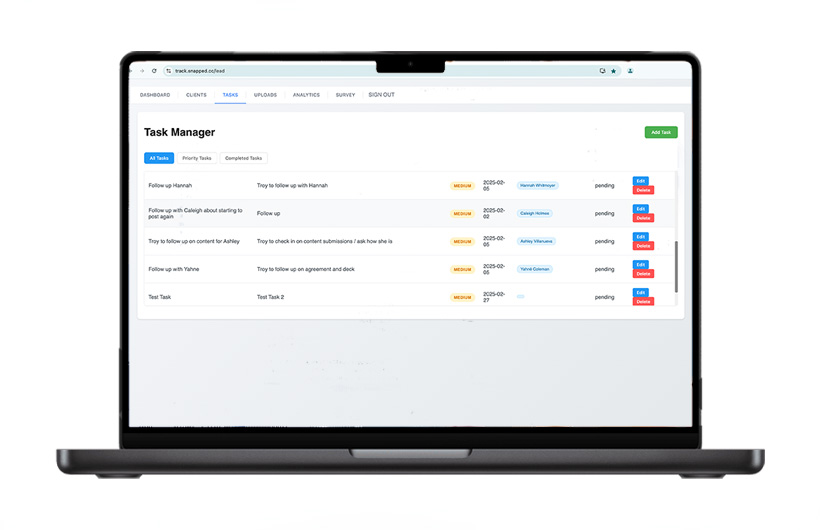 track.snapped.cc/lead
DASHBOARD CLIENTS TASKS UPLOADS ANALYTICS SURVEY SIGN OUT
Task Manager
Add Task
All Tasks Priority Tasks Completed Tasks
Follow up Hannah Troy to follow up with Hannah MEDIUM 2025-02-
05 Hannah Widmayer pending Edit
Delete
Follow up with Caleigh about starting to
post again Follow up MEDIUM 2025-02-
02 Caleigh Holmes pending Edit
Delete
Troy to follow up on content for Ashley Troy to check in on content submissions / ask how she is MEDIUM 2025-02-
05 Ashley Villanueva pending Edit
Delete
Follow up with Yahne Troy to follow up on agreement and deck MEDIUM 2025-02-
05 Yahné Coleman pending Edit
Delete
Test Task Test Task 2 MEDIUM 2025-02-
27 pending Edit
Delete